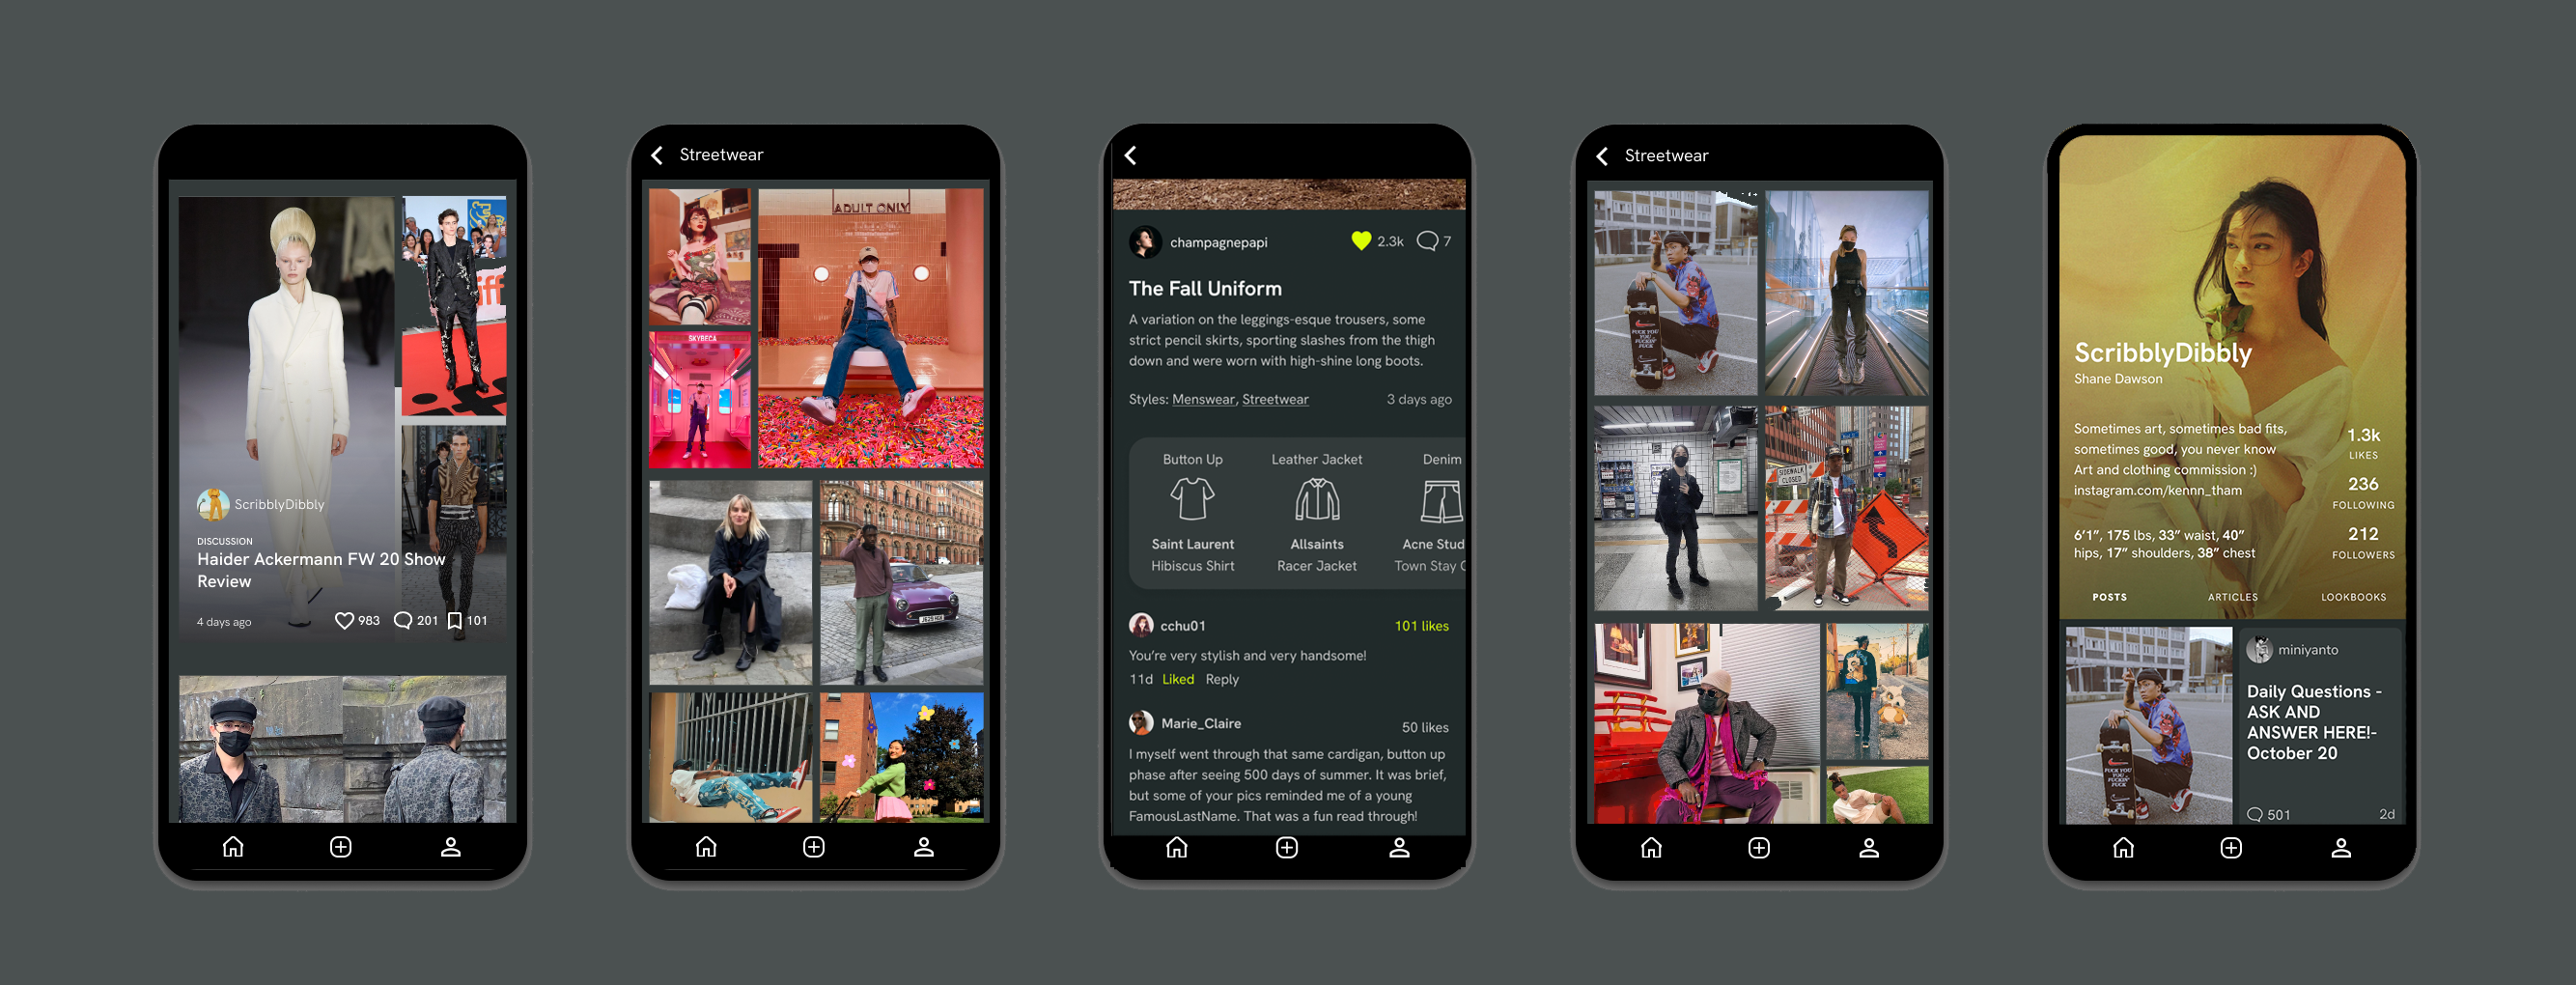 ScribblyDibbly
DISCUSSION
Haider Ackermann FW 20 Show
Review
4 days ago
983
201
101
Streetwear
ADULT ONLY
SKYBECA
champagnepapi
2.3k
7
The Fall Uniform
A variation on the leggings-esque trousers, some
strict pencil skirts, sporting slashes from the thigh
down and were worn with high-shine long boots.
Styles: Menswear, Streetwear
3 days ago
Button Up
Leather Jacket
Denim
Saint Laurent
Allsaints
Acne Stud
Hibiscus Shirt
Racer Jacket
Town Stay
cchu01
101 likes
You're very stylish and very handsome!
11d Liked Reply
Marie_Claire
50 likes
I myself went through that same cardigan, button up
phase after seeing 500 days of summer. It was brief,
but some of your pics reminded me of a young
FamousLastName. That was a fun read through!
Streetwear
SIDEWALK
CLOSED
ScribblyDibbly
Shane Dawson
Sometimes art, sometimes bad fits,
sometimes good, you never know
Art and clothing commission :)
instagram.com/kennn_tham
1.3k
LIKES
236
FOLLOWING
212
FOLLOWERS
6'1", 175 lbs, 33" waist, 40"
hips, 17" shoulders, 38" chest
POSTS
ARTICLES
LOOKBOOKS
miniyanto
Daily Questions -
ASK AND
ANSWER HERE!-
October 20
501
2d